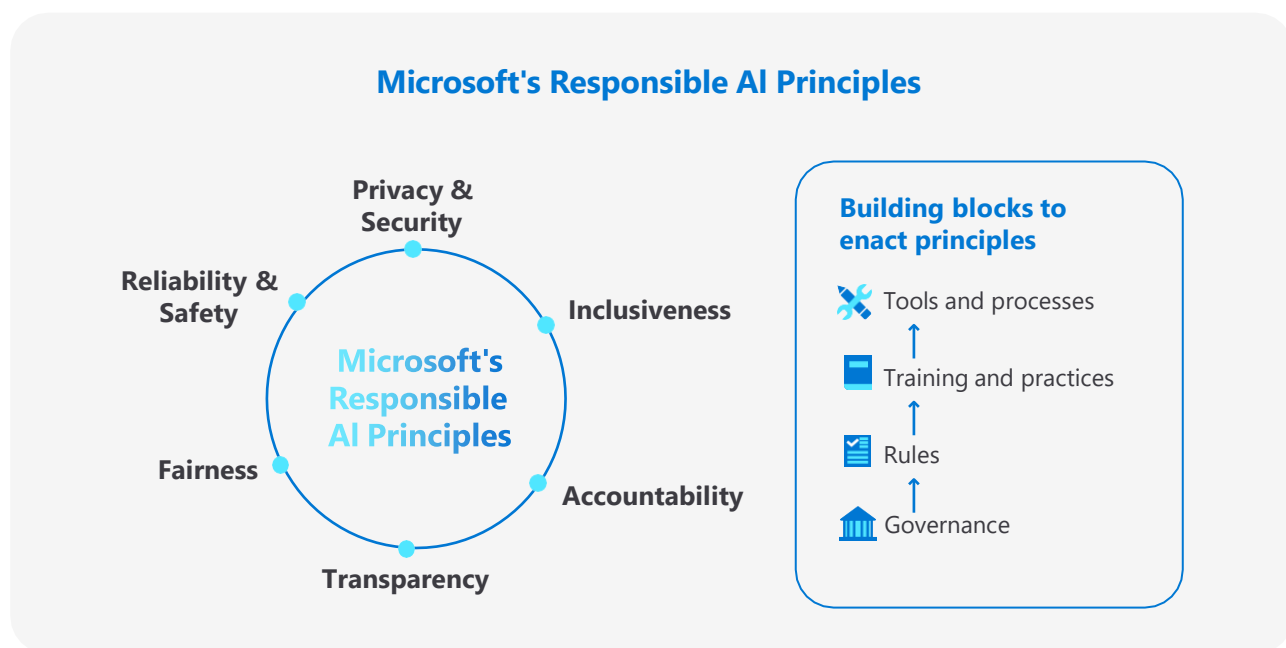 Microsoft's Responsible AI Principles
Privacy &
Security
Reliability &
Safety
Inclusiveness
Microsoft's
Responsible
AI Principles
Fairness
Accountability
Transparency
Building blocks to
enact principles
Tools and processes
Training and practices
Rules
Governance